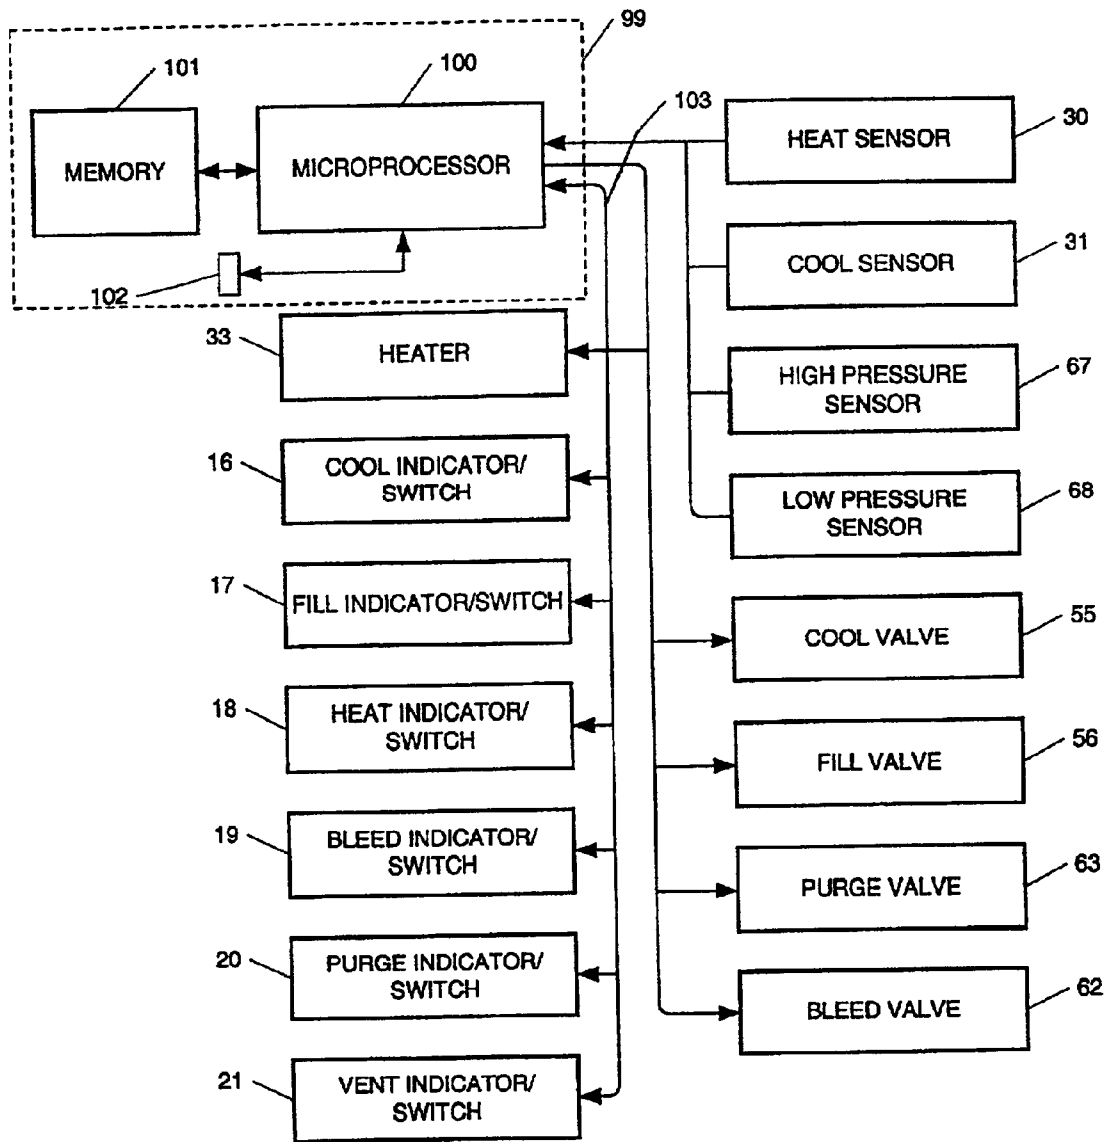 99
101
100
103
MEMORY
MICROPROCESSOR
102
HEAT SENSOR
30
COOL SENSOR
31
HIGH PRESSURE
SENSOR
67
LOW PRESSURE
SENSOR
68
33
HEATER
16
COOL INDICATOR/
SWITCH
17
FILL INDICATOR/SWITCH
18
HEAT INDICATOR/
SWITCH
19
BLEED INDICATOR/
SWITCH
20
PURGE INDICATOR/
SWITCH
21
VENT INDICATOR/
SWITCH
COOL VALVE
55
FILL VALVE
56
PURGE VALVE
63
BLEED VALVE
62